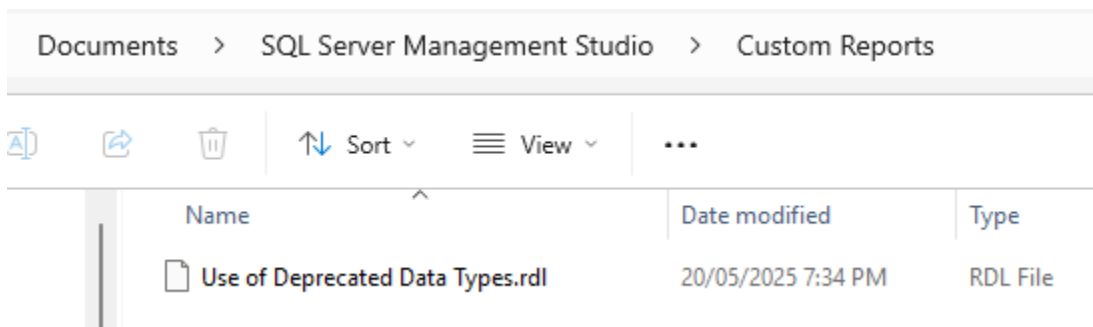 Documents > SQL Server Management Studio > Custom Reports
A Sort View ...
Name Date modified Type
Use of Deprecated Data Types.rdl 20/05/2025 7:34 PM RDL File